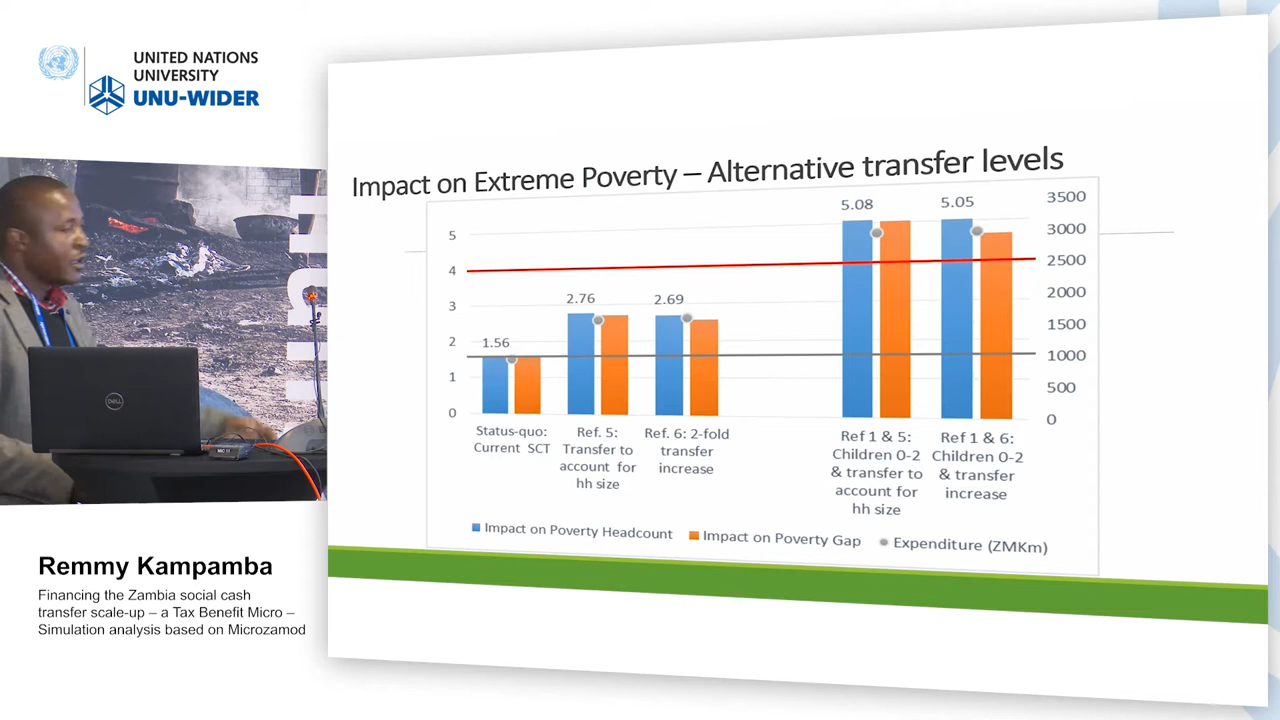 UNITED NATIONS
UNIVERSITY
UNU-WIDER
DELL
MIC 11
Remmy Kampamba
Financing the Zambia social cash
transfer scale-up – a Tax Benefit Micro –
Simulation analysis based on Microzamod
Impact on Extreme Poverty – Alternative transfer levels
5
4
3
2
1
0
3500
3000
2500
2000
1500
1000
500
0
1.56
2.76
2.69
5.08
5.05
Status-quo:
Current SCT
Ref. 5:
Transfer to
account for
hh size
Ref. 6: 2-fold
transfer
increase
Ref 1 & 5:
Children 0-2
& transfer to
account for
hh size
Ref 1 & 6:
Children 0-2
& transfer
increase
Impact on Poverty Headcount
Impact on Poverty Gap
Expenditure (ZMKm)